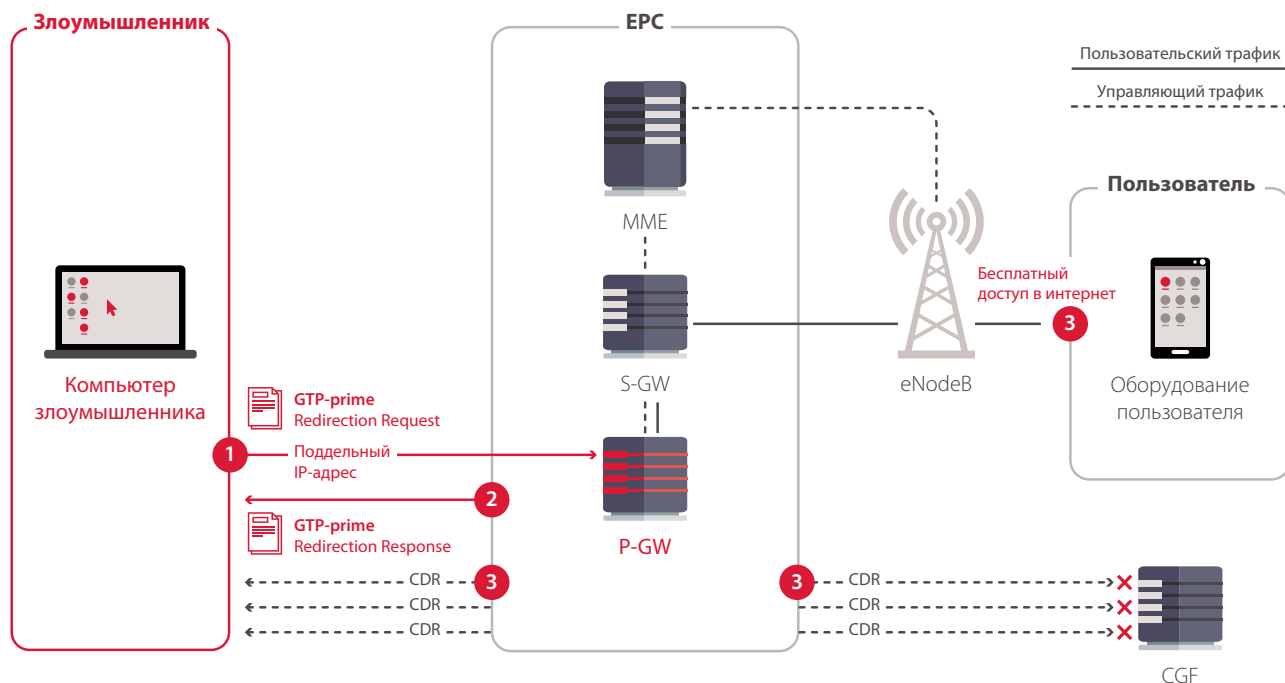 Злоумышленник
EPC
Пользовательский трафик
Управляющий трафик
Пользователь
MME
Бесплатный
доступ в интернет
3
Компьютер
злоумышленника
S-GW
eNodeB
Оборудование
пользователя
GTP-prime
Redirection Request
1
Поддельный
IP-адрес
2
GTP-prime
Redirection Response
P-GW
CDR
3
3
CDR
CDR
CDR
CDR
CDR
CGF